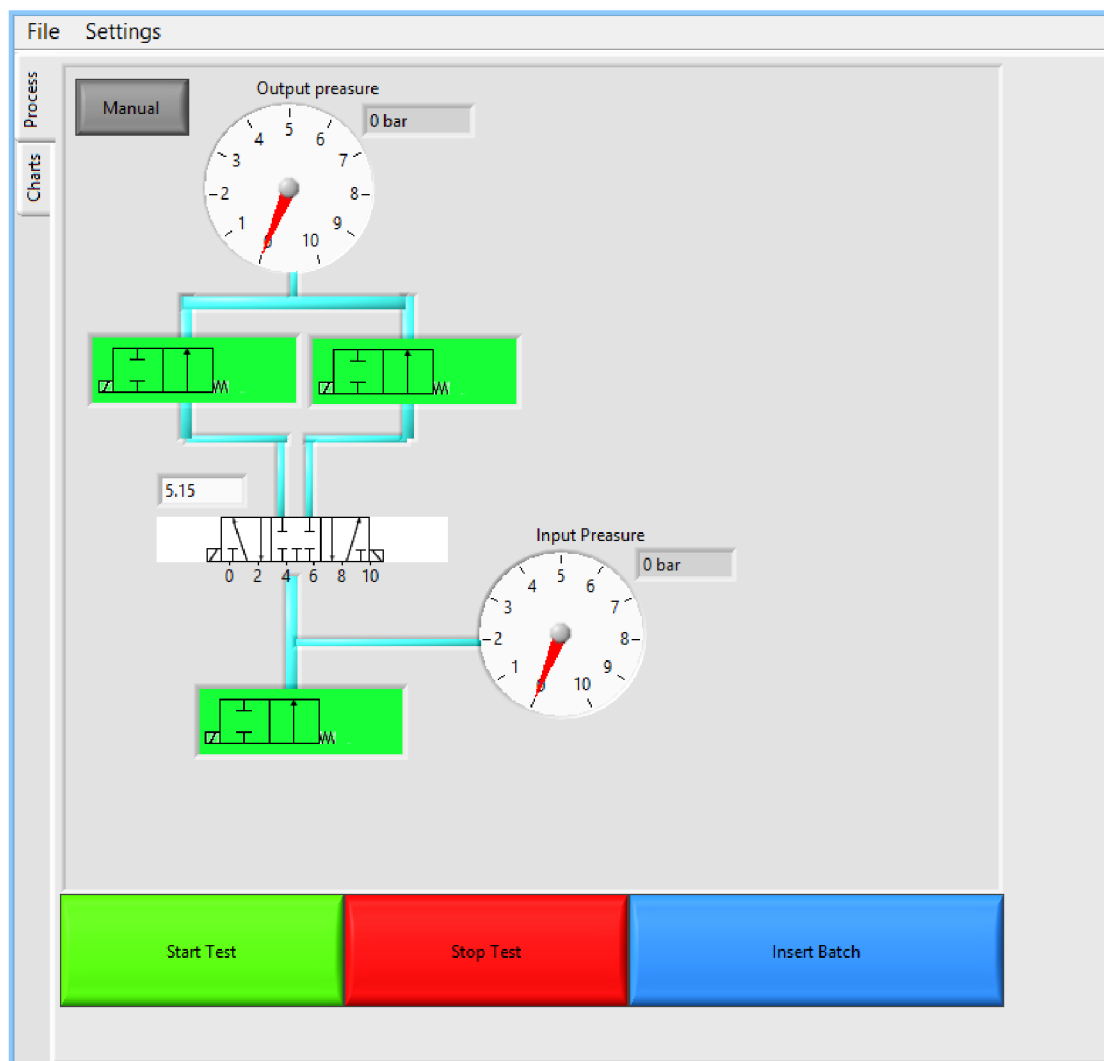 File Settings
Process
Charts
Manual
Output preasure
0 bar
0 1 2 3 4 5 6 7 8 9 10
5.15
0 2 4 6 8 10
Input Preasure
0 bar
0 1 2 3 4 5 6 7 8 9 10
Start Test Stop Test Insert Batch